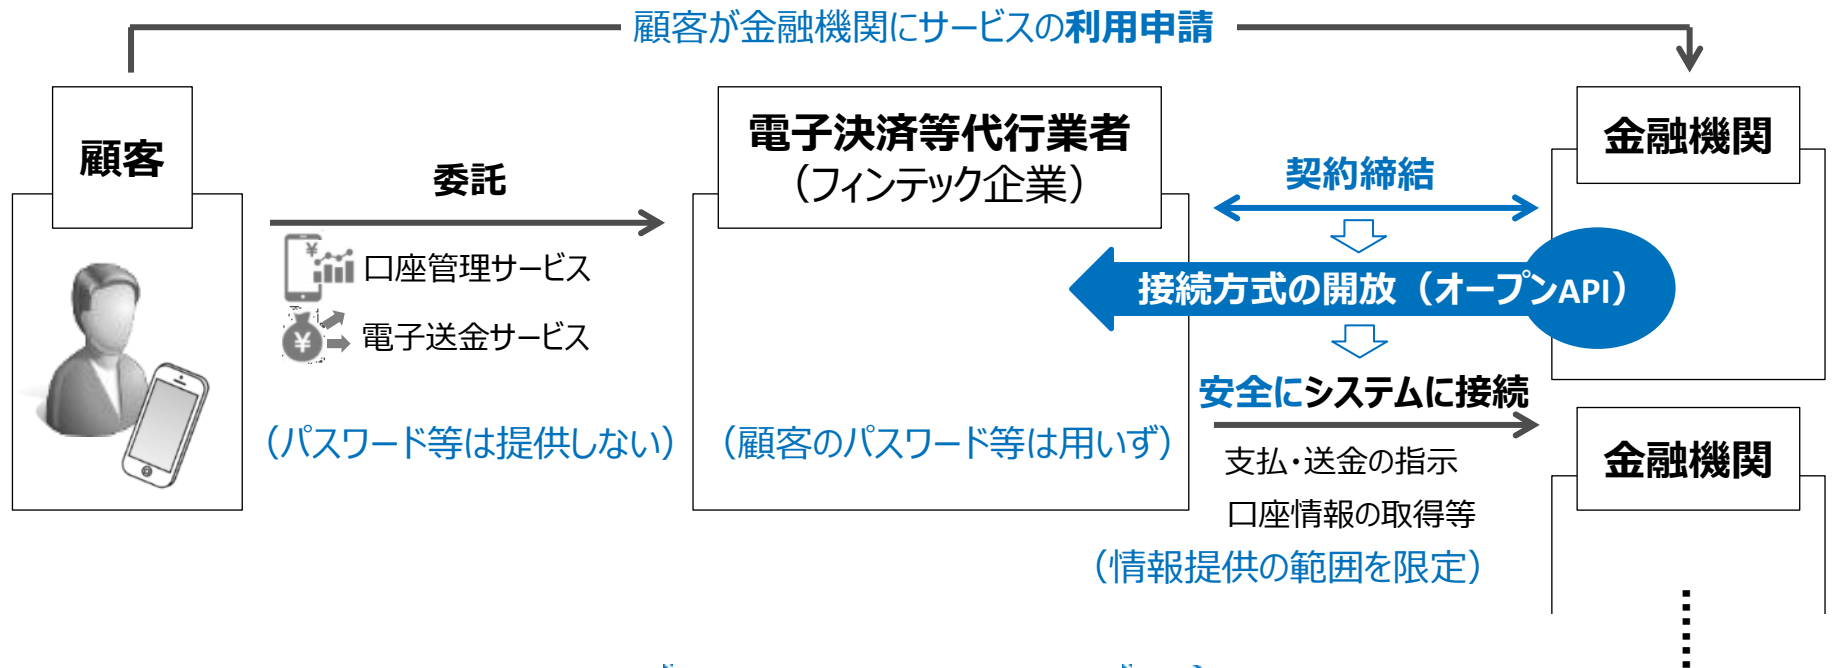 顧客が金融機関にサービスの利用申請
顧客
委託
口座管理サービス
電子送金サービス
（パスワード等は提供しない）
電子決済等代行業者
（フィンテック企業）
（顧客のパスワード等は用いず）
契約締結
接続方式の開放（オープンAPI）
安全にシステムに接続
支払・送金の指示
口座情報の取得等
（情報提供の範囲を限定）
金融機関
金融機関